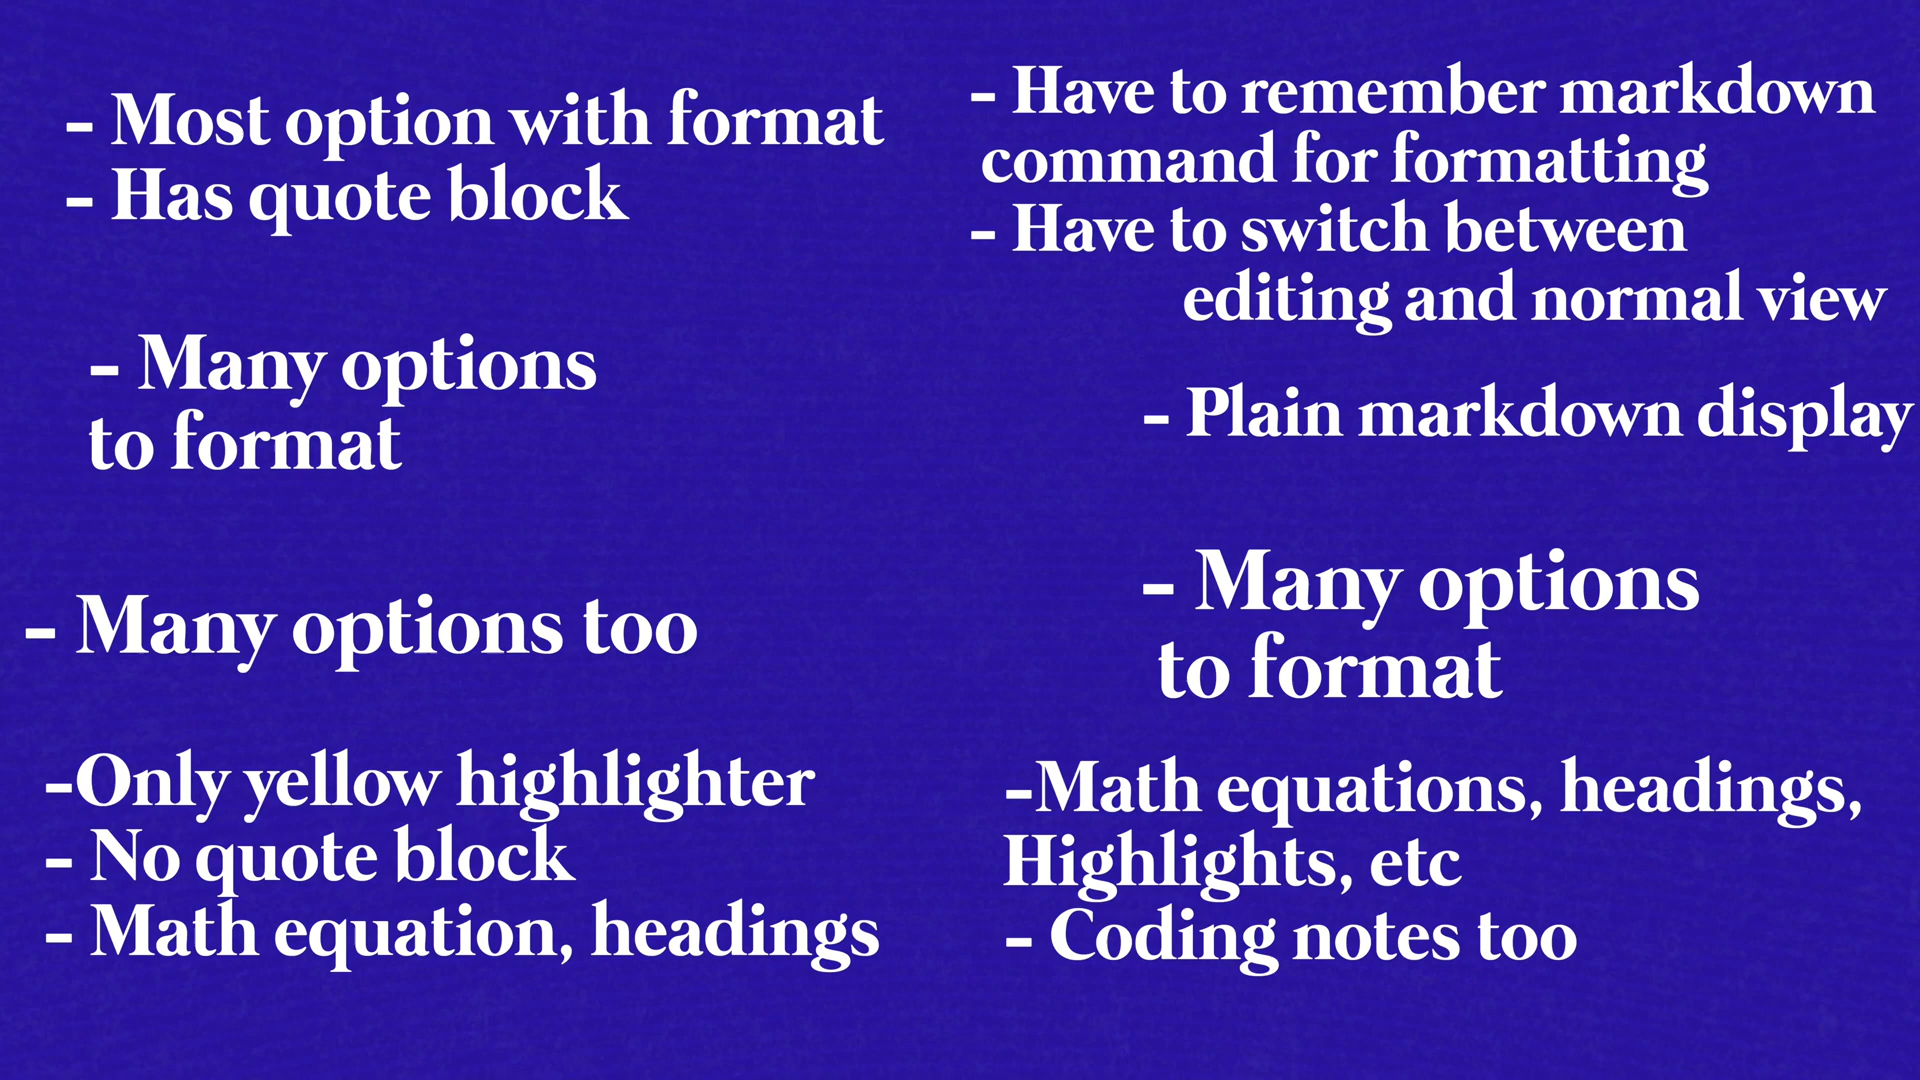 - Most option with format
- Has quote block
- Many options
to format
- Many options too
-Only yellow highlighter
- No quote block
- Math equation, headings
- Have to remember markdown
command for formatting
- Have to switch between
editing and normal view
- Plain markdown display
- Many options
to format
-Math equations, headings,
Highlights, etc
- Coding notes too